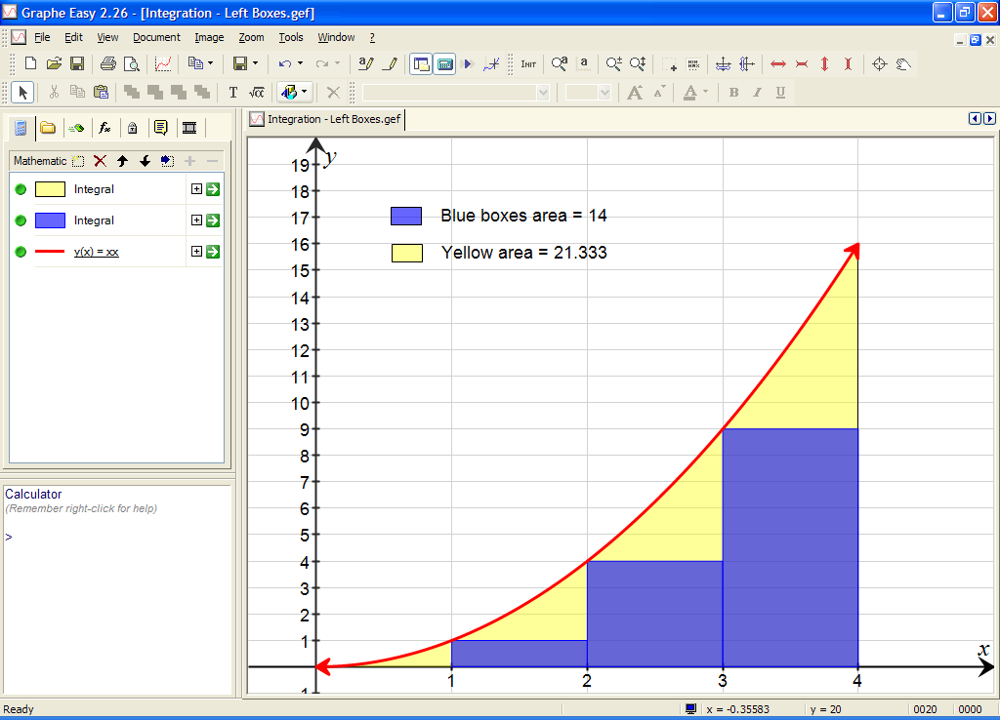 Graphe Easy 2.26 - [Integration - Left Boxes.gef]
File Edit View Document Image Zoom Tools Window ?
INIT a
T √α
A A A B I U
fx
Integration - Left Boxes.gef
Mathematic
Integral
Integral
y(x) = xx
Calculator
(Remember right-click for help)
>
y
19
18
17
16
15
14
13
12
11
10
9
8
7
6
5
4
3
2
1
Blue boxes area = 14
Yellow area = 21.333
x
1 2 3 4
Ready x = -0.35583 y = 20 0020 0000